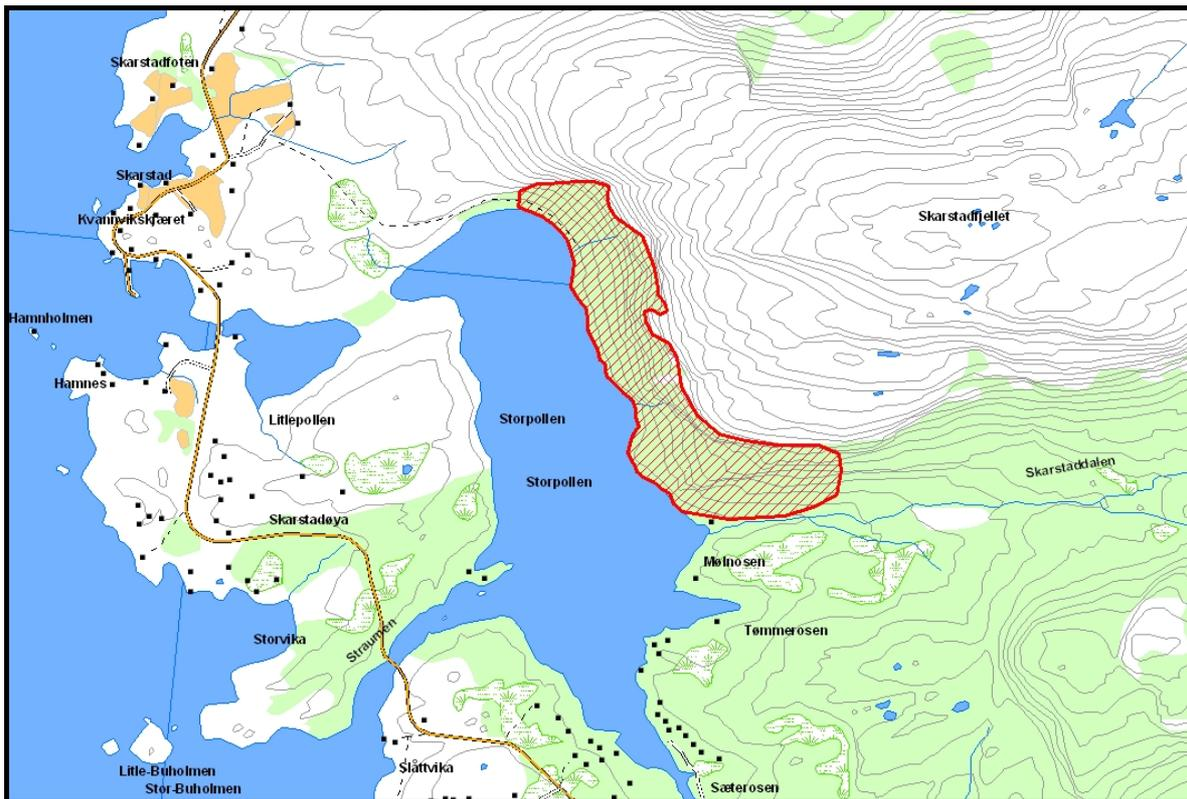 Skarstadfoten
Skarstad
Kvannvikskjæret
Skarstadfjellet
Hamnholmen
Hamnes
Litlepollen
Storpollen
Skarstaddalen
Storpollen
Skarstadøya
Mølnosen
Tømmerosen
Storvika
Straumen
Slåttvika
Litle-Buholmen
Stor-Buholmen
Sæterosen